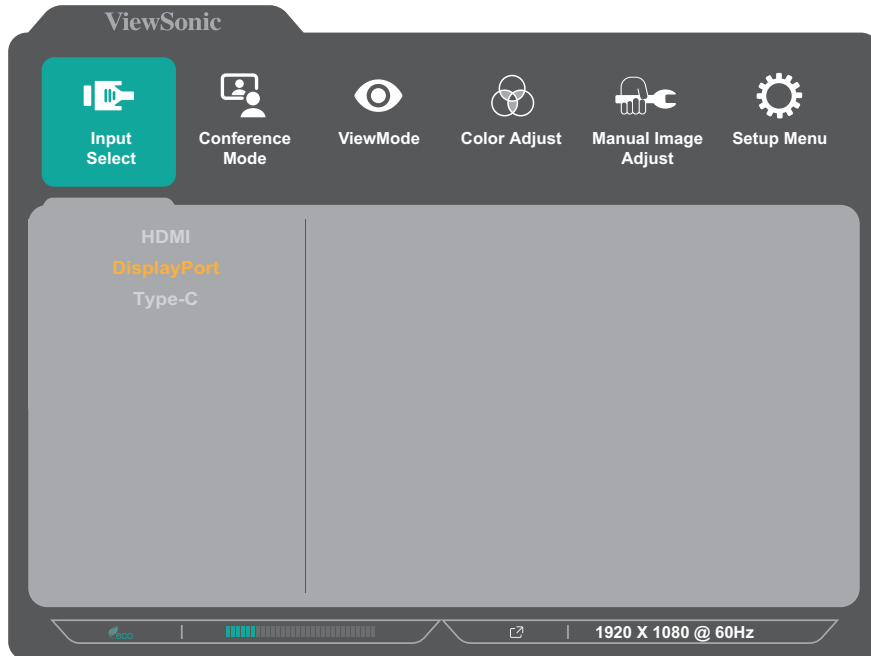 ViewSonic
Input
Select
Conference
Mode
ViewMode
Color Adjust
Manual Image
Adjust
Setup Menu
HDMI
DisplayPort
Type-C
eco
1920 X 1080 @ 60Hz